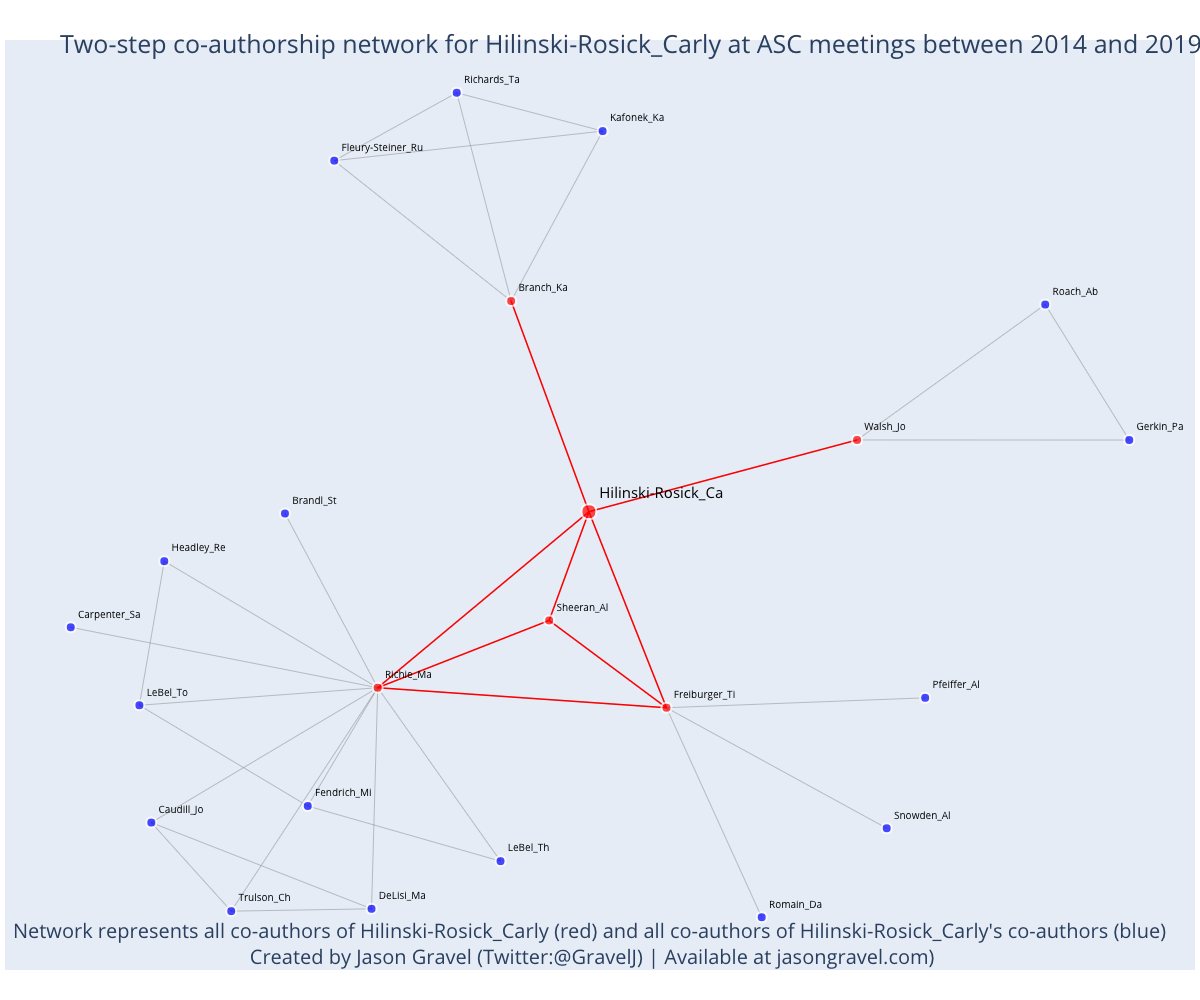 Two-step co-authorship network for Hilinski-Rosick_Carly at ASC meetings between 2014 and 2019
Richards_Ta
Kafonek_Ka
Fleury-Steiner_Ru
Branch_Ka
Roach_Ab
Walsh_Jo
Gerkin_Pa
Hilinski-Rosick_Ca
Brandl_St
Headley_Re
Sheeran_Al
Carpenter_Sa
Richie_Ma
Pfeiffer_Al
LeBel_To
Freiburger_Ti
Fendrich_Mi
Caudill_Jo
Snowden_Al
LeBel_Th
Trulson_Ch
DeLisi_Ma
Romain_Da
Network represents all co-authors of Hilinski-Rosick_Carly (red) and all co-authors of Hilinski-Rosick_Carly's co-authors (blue)
Created by Jason Gravel (Twitter:@GravelJ) | Available at jasongravel.com)